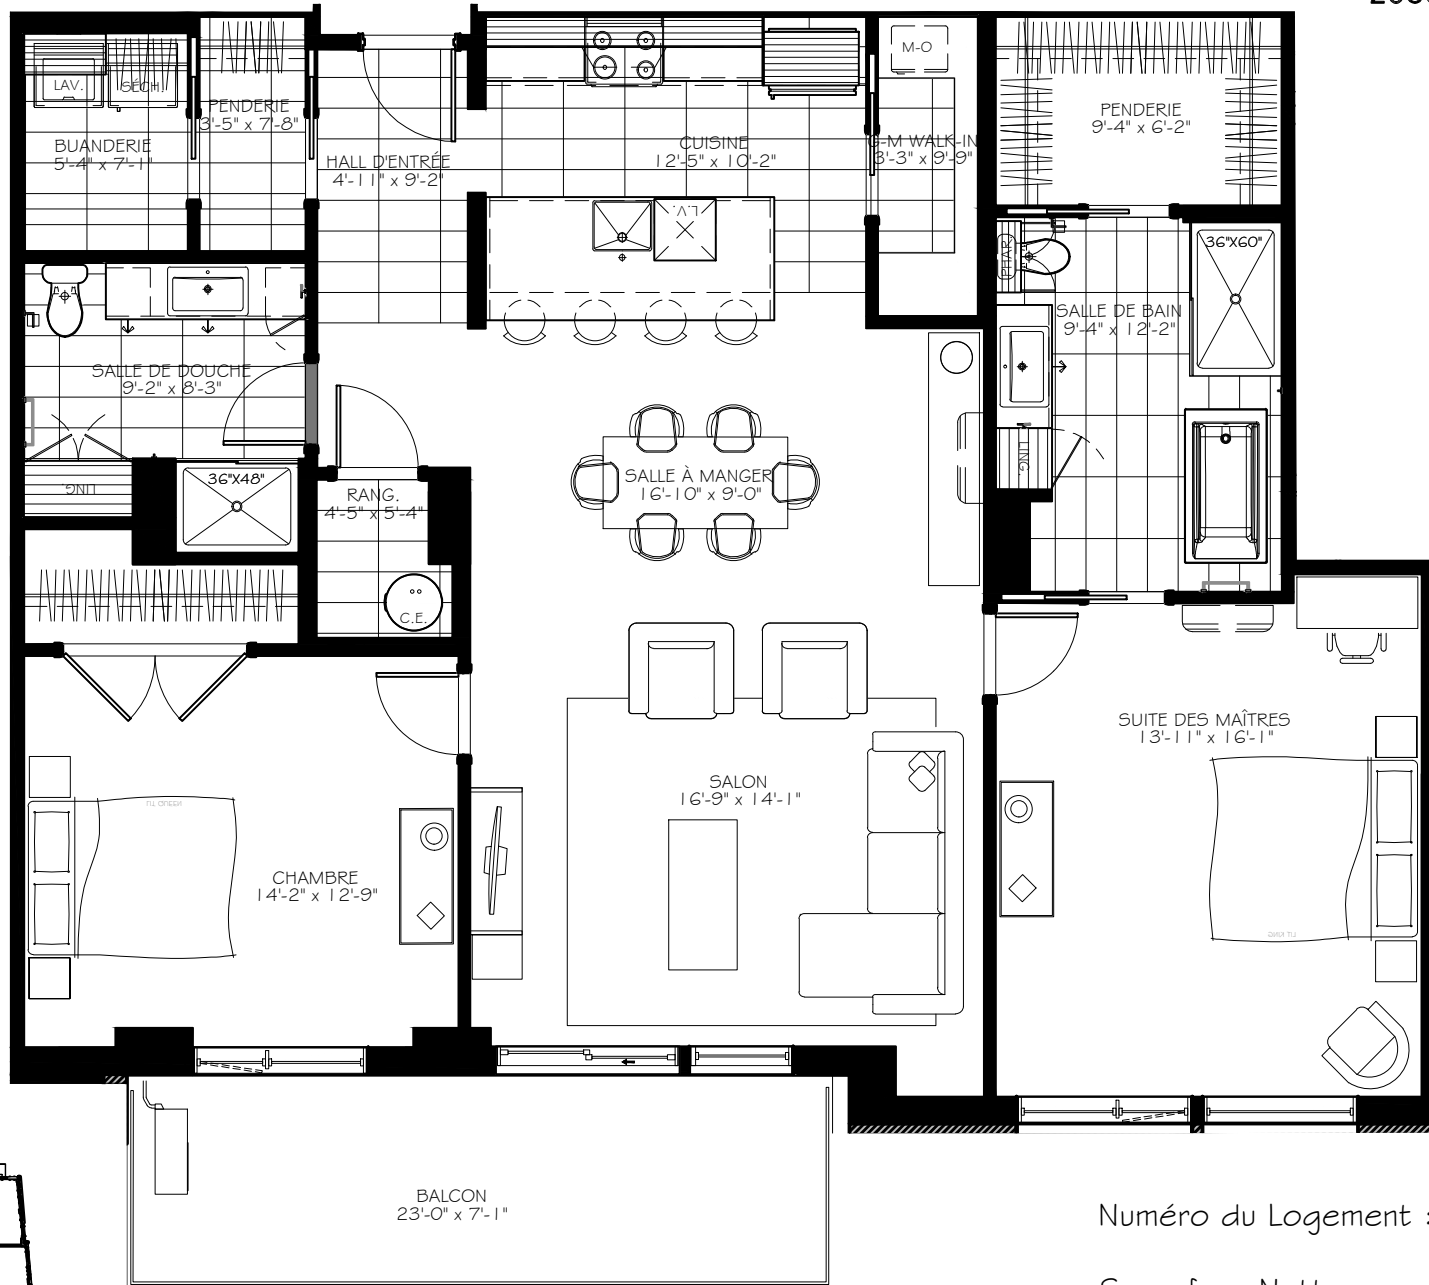 LAV.
SÉCH.
BUANDERIE
5'-4" x 7'-1"
PENDERIE
3'-5" x 7'-8"
HALL D'ENTRÉE
4'-11" x 9'-2"
CUISINE
12'-5" x 10'-2"
L.V.
M-O
G-M WALK-IN
3'-3" x 9'-9"
PENDERIE
9'-4" x 6'-2"
PHAR.
36"X60"
SALLE DE BAIN
9'-4" x 12'-2"
LING.
SALLE DE DOUCHE
9'-2" x 8'-3"
LING.
36"X48"
RANG.
4'-5" x 5'-4"
C.E.
SALLE À MANGER
16'-10" x 9'-0"
SUITE DES MAÎTRES
13'-11" x 16'-1"
LIT KING
SALON
16'-9" x 14'-1"
LIT QUEEN
CHAMBRE
14'-2" x 12'-9"
BALCON
23'-0" x 7'-1"
Numéro du Logement :